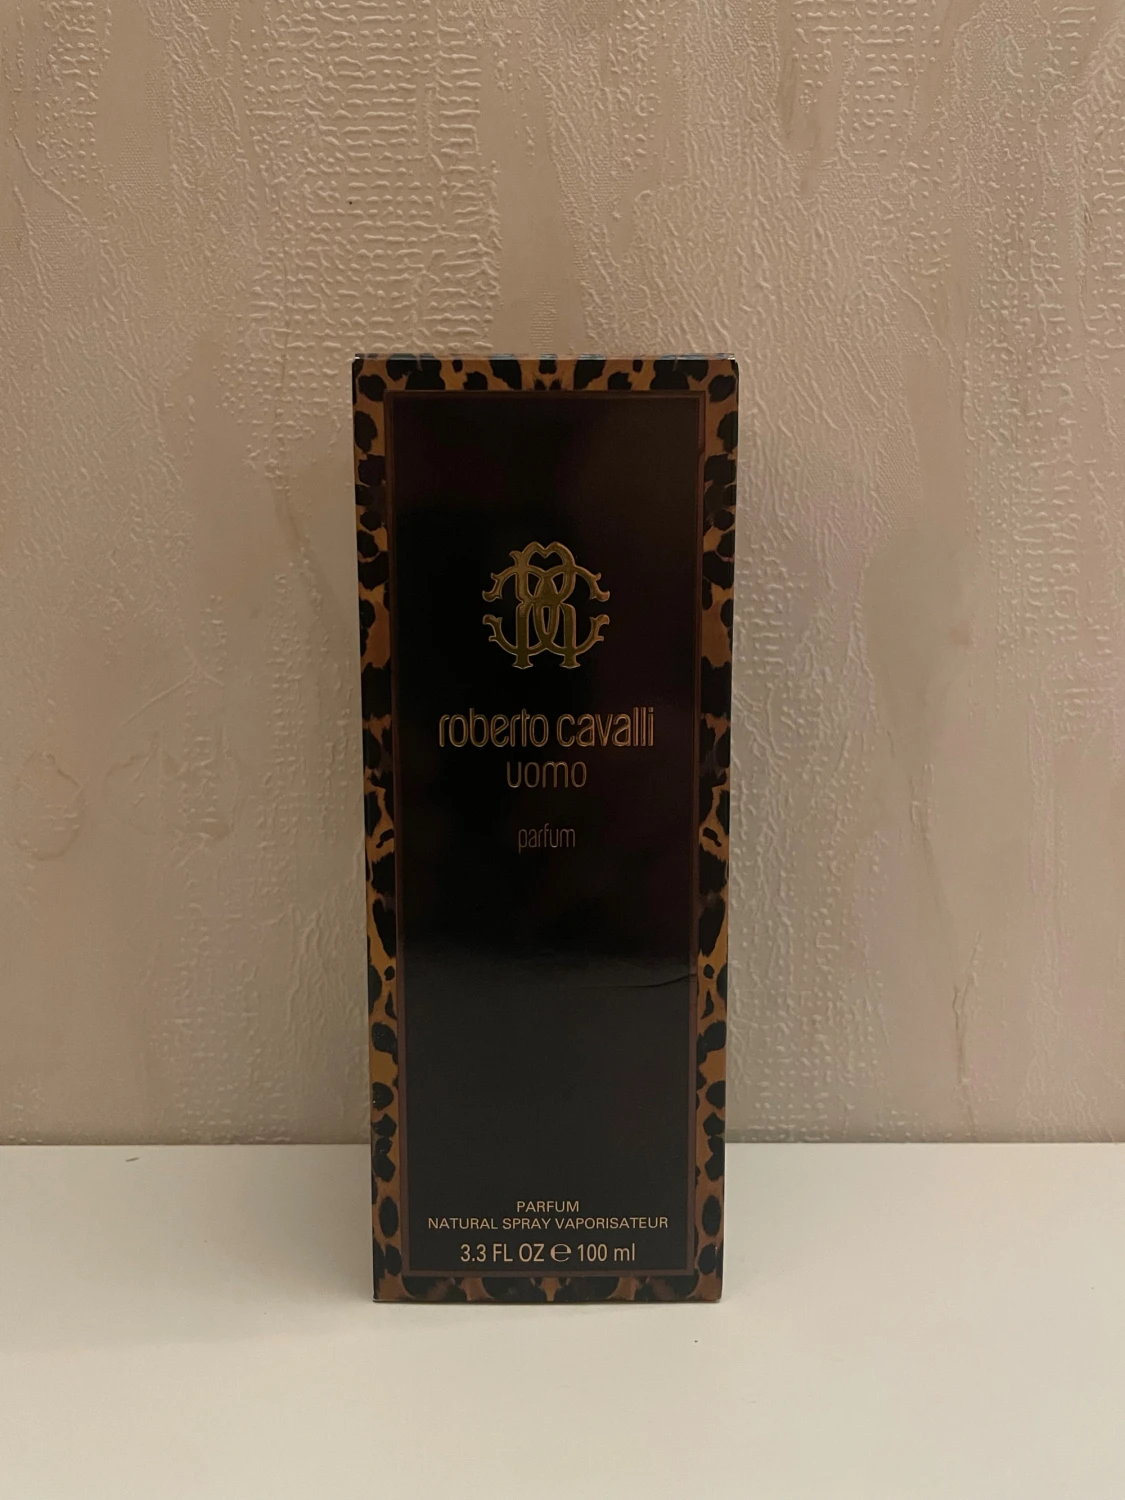 roberto cavalli
uomo
parfum
PARFUM
NATURAL SPRAY VAPORISATEUR
3.3 FL OZ ℮ 100 ml